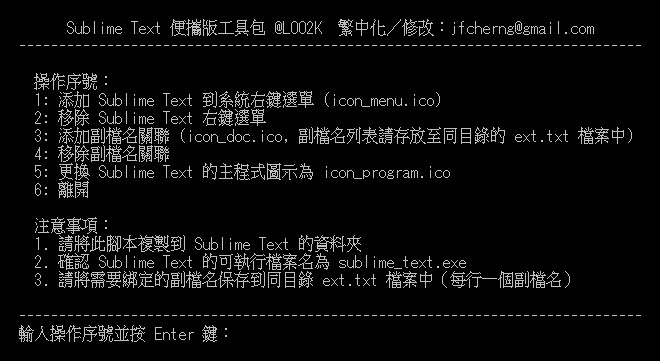 Sublime Text 便攜版工具包 @LOO2K 繁中化／修改：jfcherng@gmail.com
--------------------------------------------------------------------------------
操作序號：
1: 添加 Sublime Text 到系統右鍵選單 (icon_menu.ico)
2: 移除 Sublime Text 右鍵選單
3: 添加副檔名關聯 (icon_doc.ico, 副檔名列表請存放至同目錄的 ext.txt 檔案中)
4: 移除副檔名關聯
5: 更換 Sublime Text 的主程式圖示為 icon_program.ico
6: 離開
注意事項：
1. 請將此腳本複製到 Sublime Text 的資料夾
2. 確認 Sublime Text 的可執行檔案名為 sublime_text.exe
3. 請將需要綁定的副檔名保存到同目錄 ext.txt 檔案中 (每行一個副檔名)
--------------------------------------------------------------------------------
輸入操作序號並按 Enter 鍵：